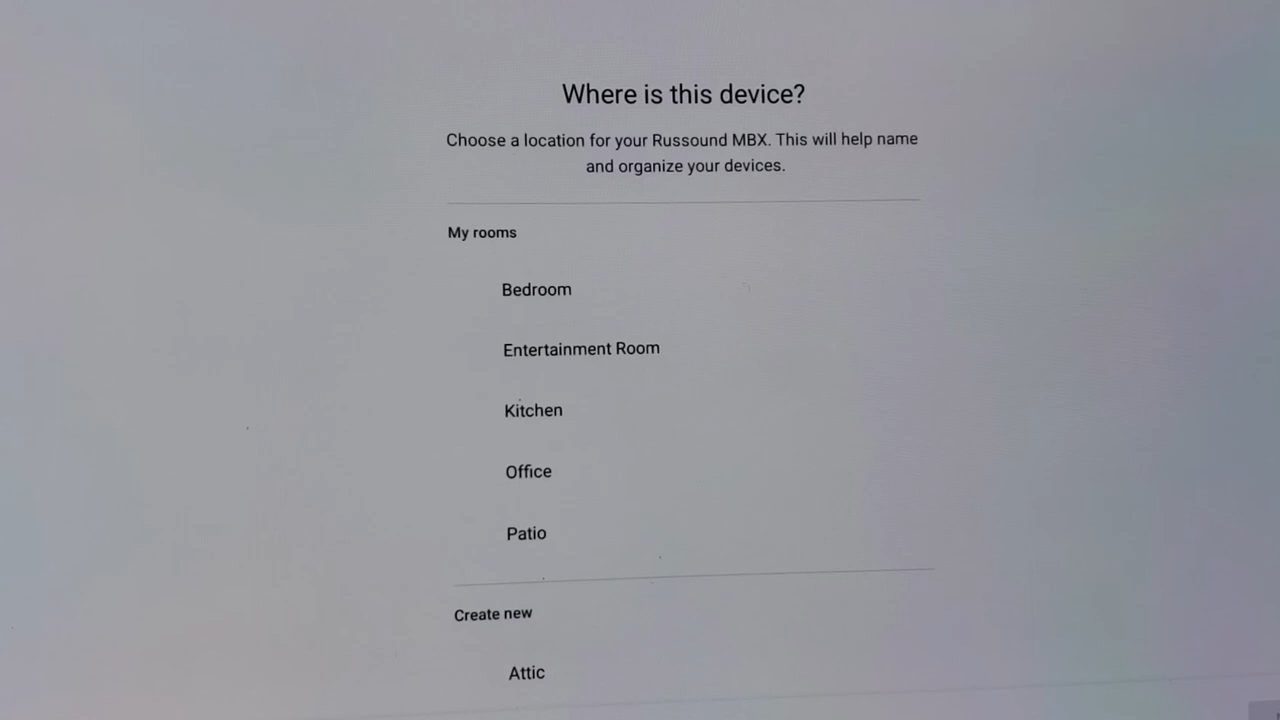 Where is this device?
Choose a location for your Russound MBX. This will help name
and organize your devices.
My rooms
Bedroom
Entertainment Room
Kitchen
Office
Patio
Create new
Attic